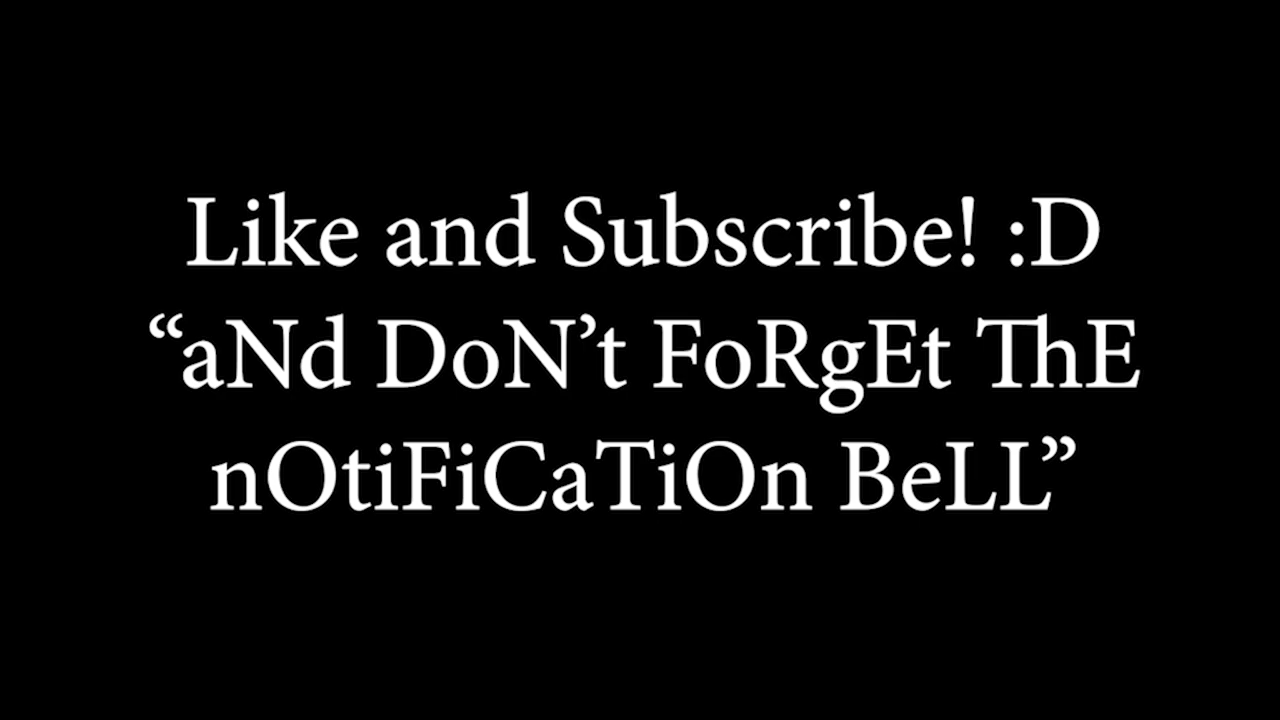 Like and Subscribe! :D
“aNd DoN’t FoRgEt ThE
nOtiFiCaTiOn BeLL”